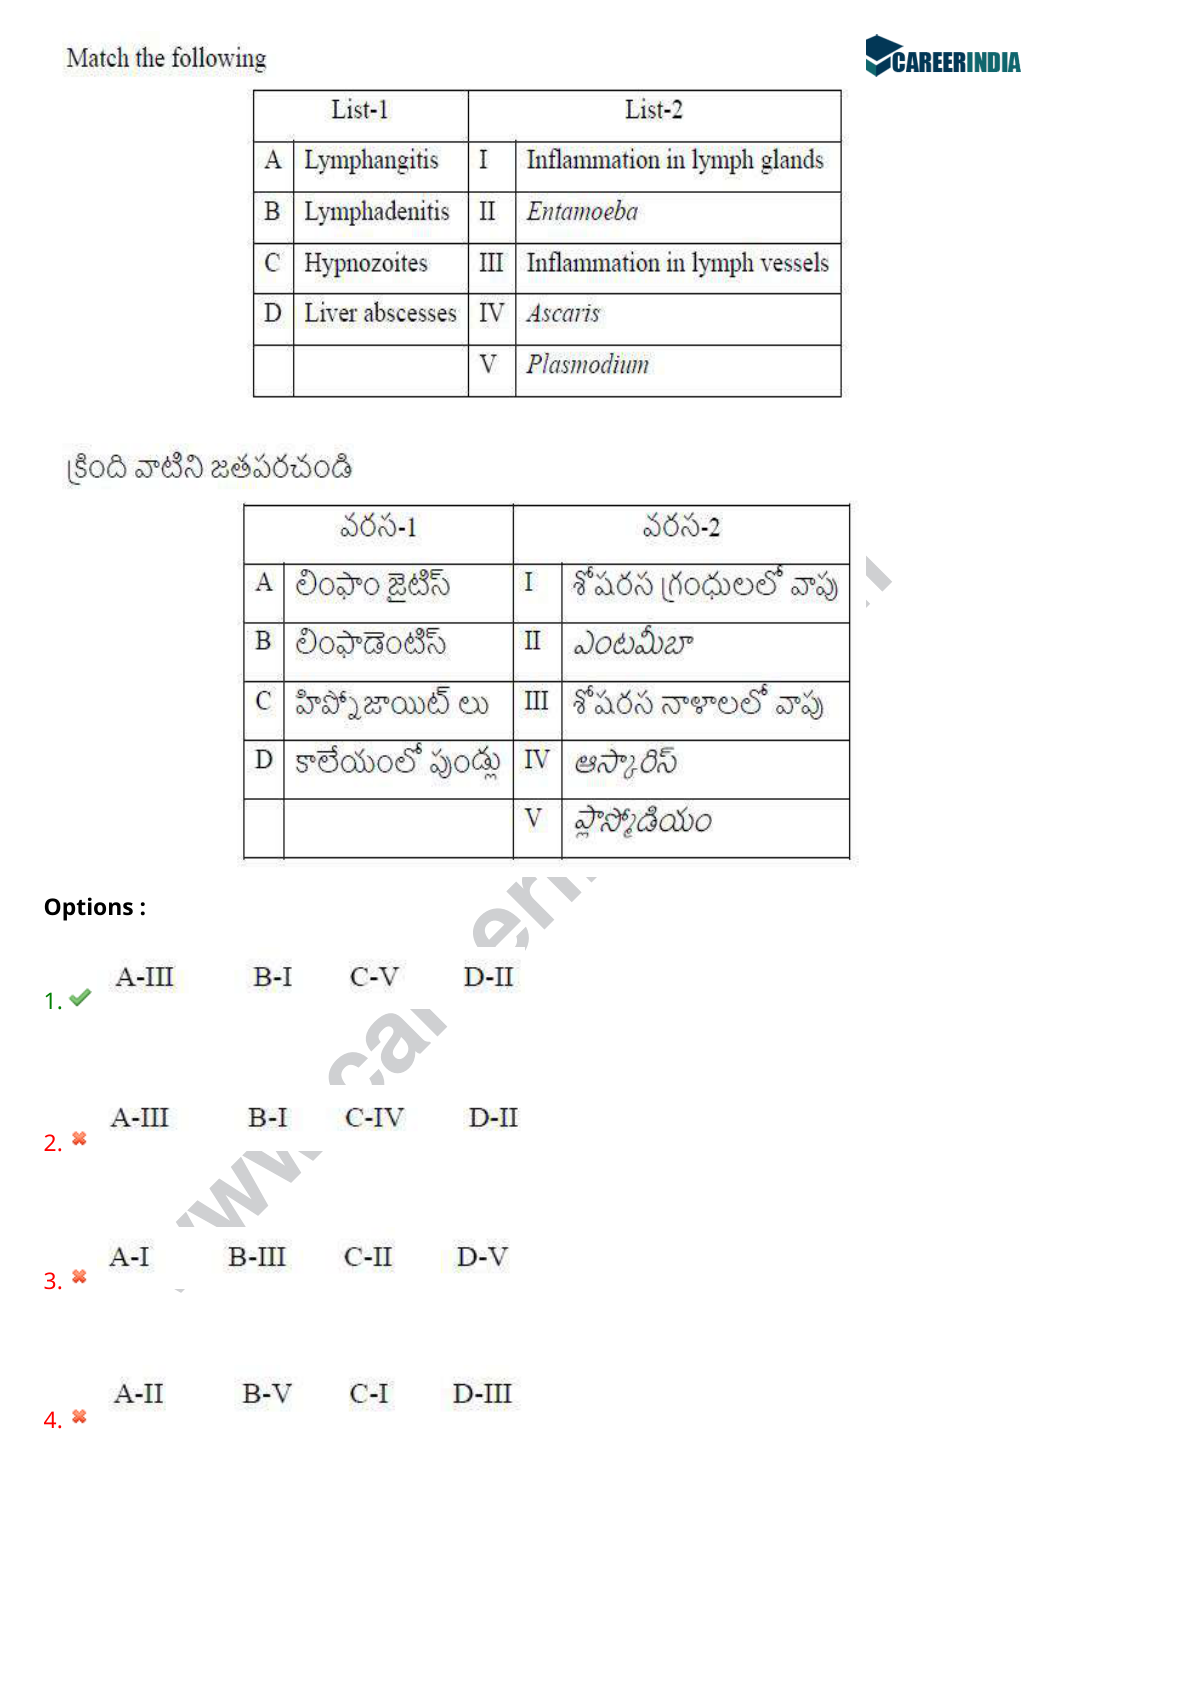 Match the following
CAREERINDIA
List-1 List-2
A Lymphangitis I Inflammation in lymph glands
B Lymphadenitis II Entamoeba
C Hypnozoites III Inflammation in lymph vessels
D Liver abscesses IV Ascaris
V Plasmodium
క్రింది వాటిని జతపరచండి
వరస-1 వరస-2
A లింఫాం జైటిస్ I శోషరస గ్రంధులలో వాపు
B లింఫాడెంటిస్ II ఎంటమీబా
C హిప్నోజాయిట్ లు III శోషరస నాళాలలో వాపు
D కాలేయంలో పుండ్లు IV ఆస్కారిస్
V ప్లాస్మోడియం
Options :
1. A-III B-I C-V D-II
2. A-III B-I C-IV D-II
3. A-I B-III C-II D-V
4. A-II B-V C-I D-III